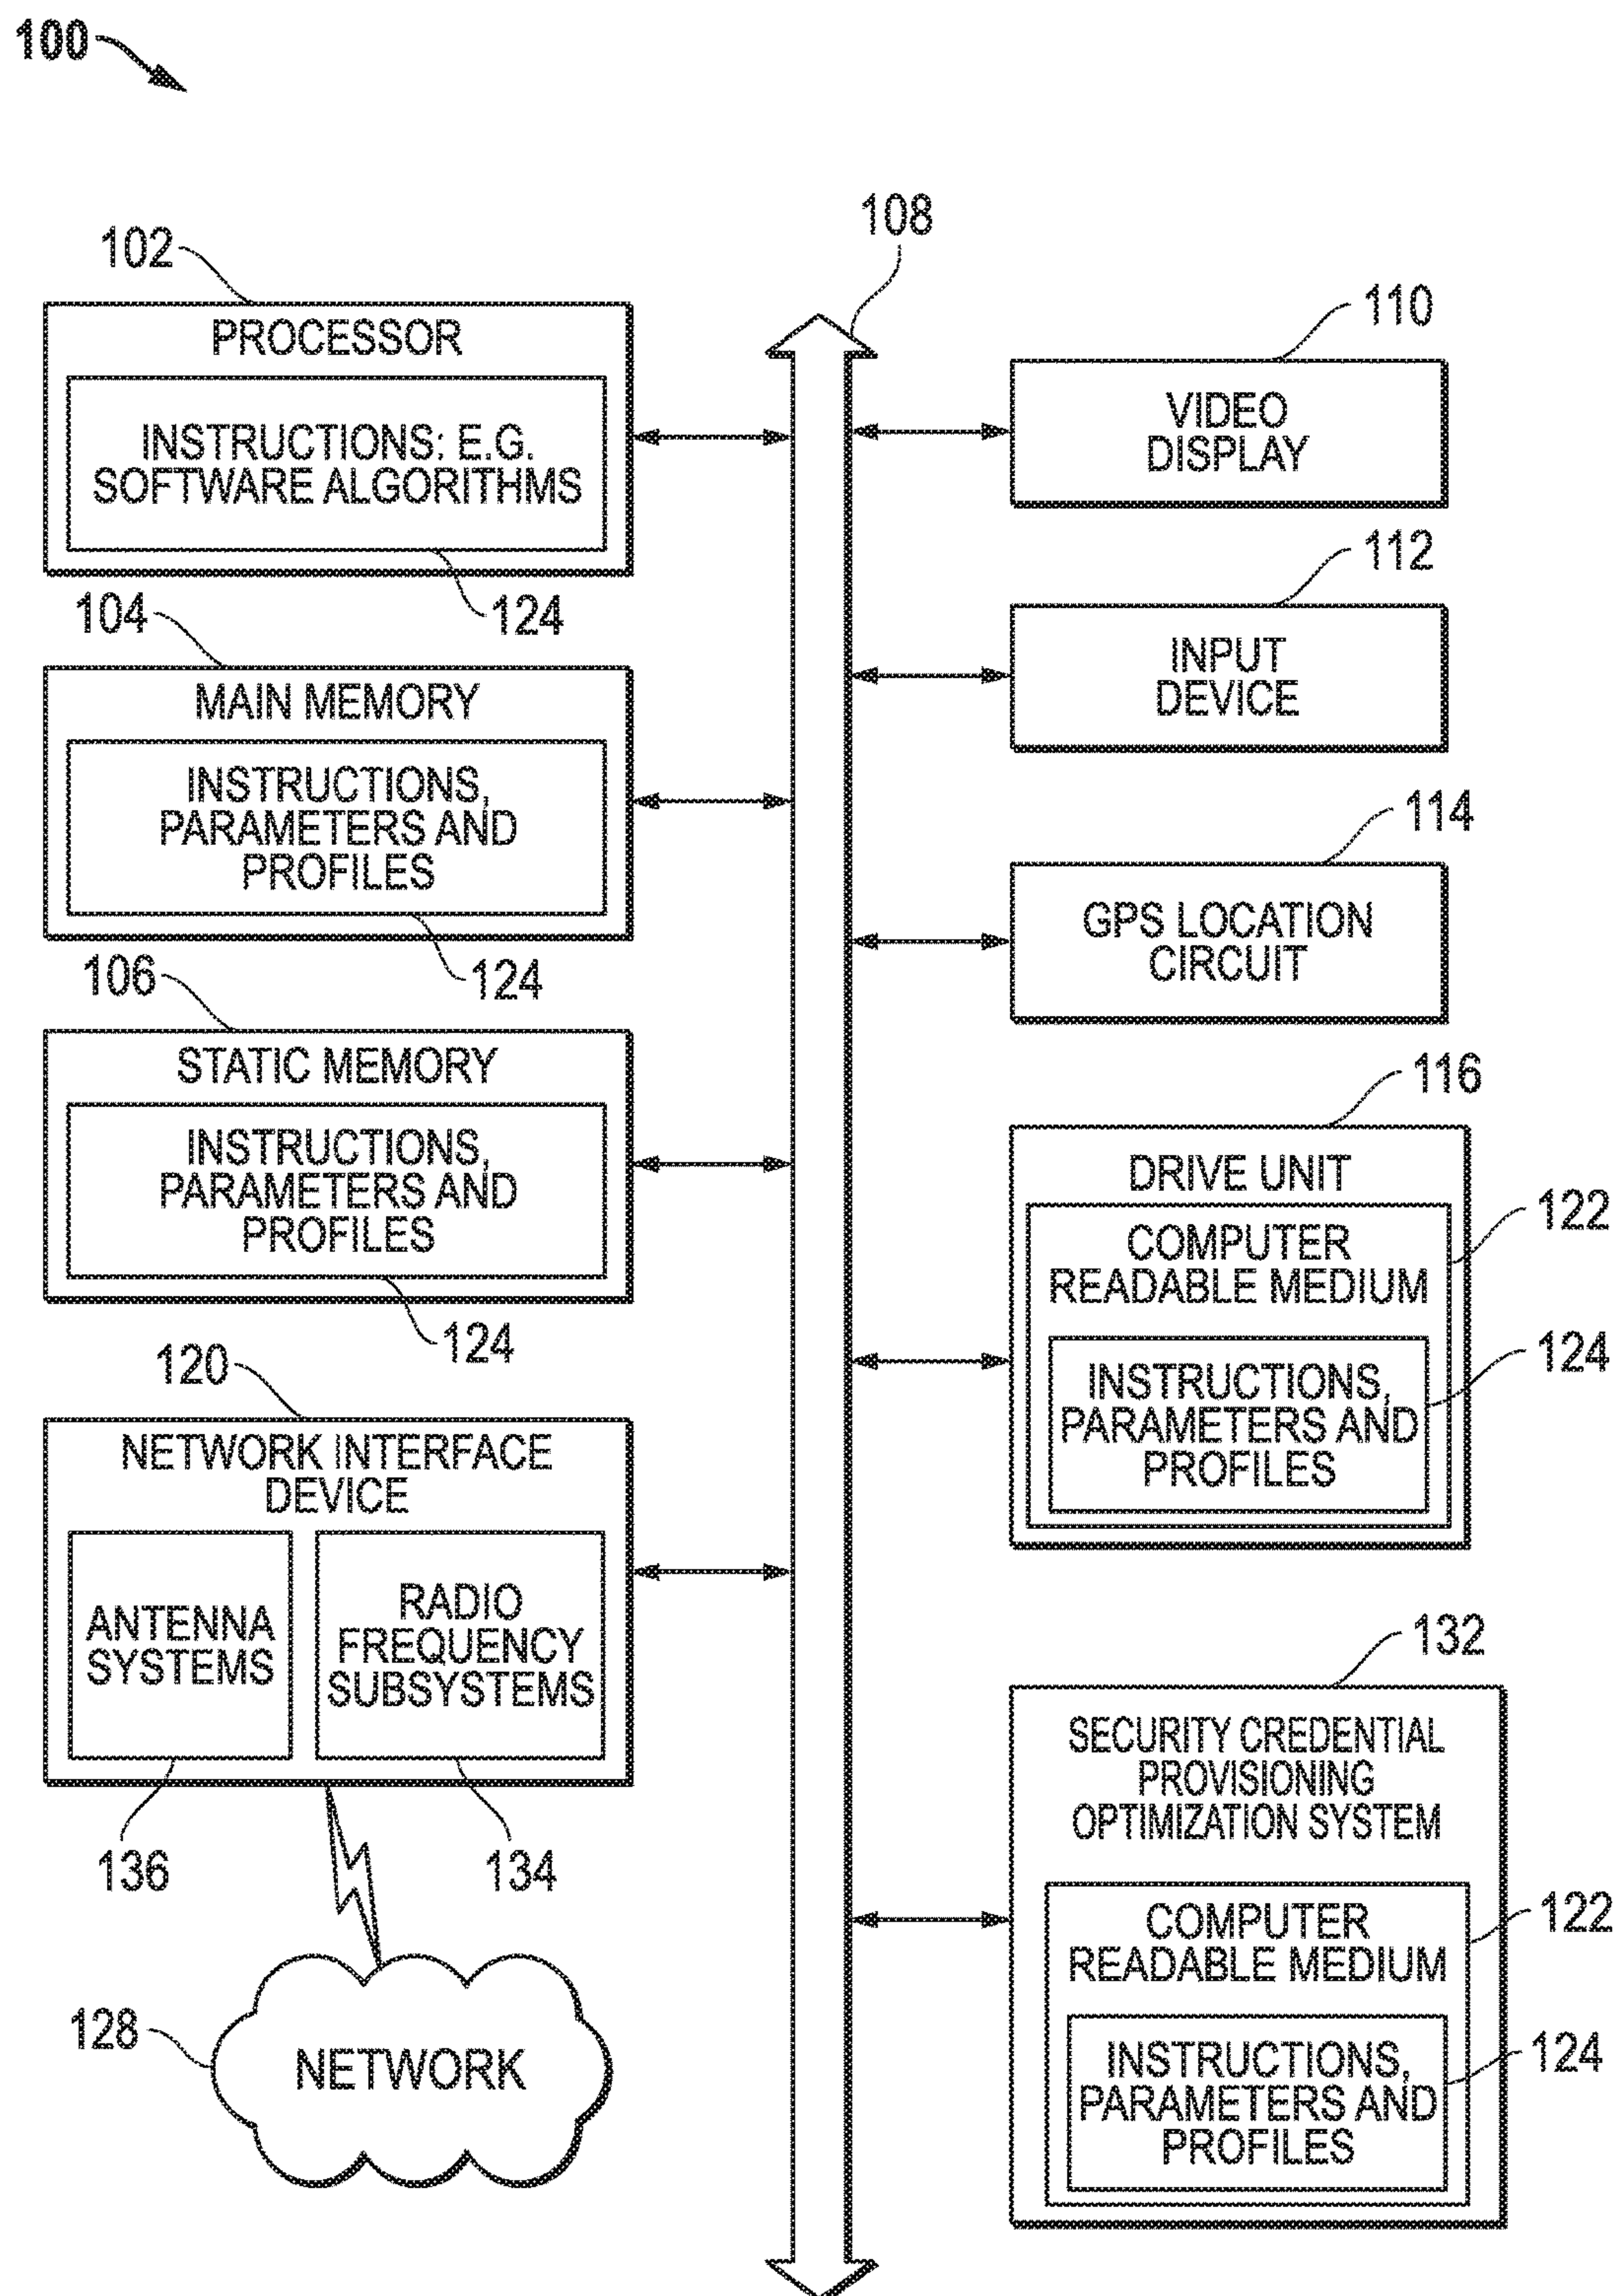 100
108
102
PROCESSOR
INSTRUCTIONS: E.G.
SOFTWARE ALGORITHMS
124
104
MAIN MEMORY
INSTRUCTIONS,
PARAMETERS AND
PROFILES
124
106
STATIC MEMORY
INSTRUCTIONS,
PARAMETERS AND
PROFILES
124
120
NETWORK INTERFACE
DEVICE
ANTENNA
SYSTEMS
RADIO
FREQUENCY
SUBSYSTEMS
136
134
128
NETWORK
110
VIDEO
DISPLAY
112
INPUT
DEVICE
114
GPS LOCATION
CIRCUIT
116
DRIVE UNIT
122
COMPUTER
READABLE MEDIUM
124
INSTRUCTIONS,
PARAMETERS AND
PROFILES
132
SECURITY CREDENTIAL
PROVISIONING
OPTIMIZATION SYSTEM
122
COMPUTER
READABLE MEDIUM
124
INSTRUCTIONS,
PARAMETERS AND
PROFILES